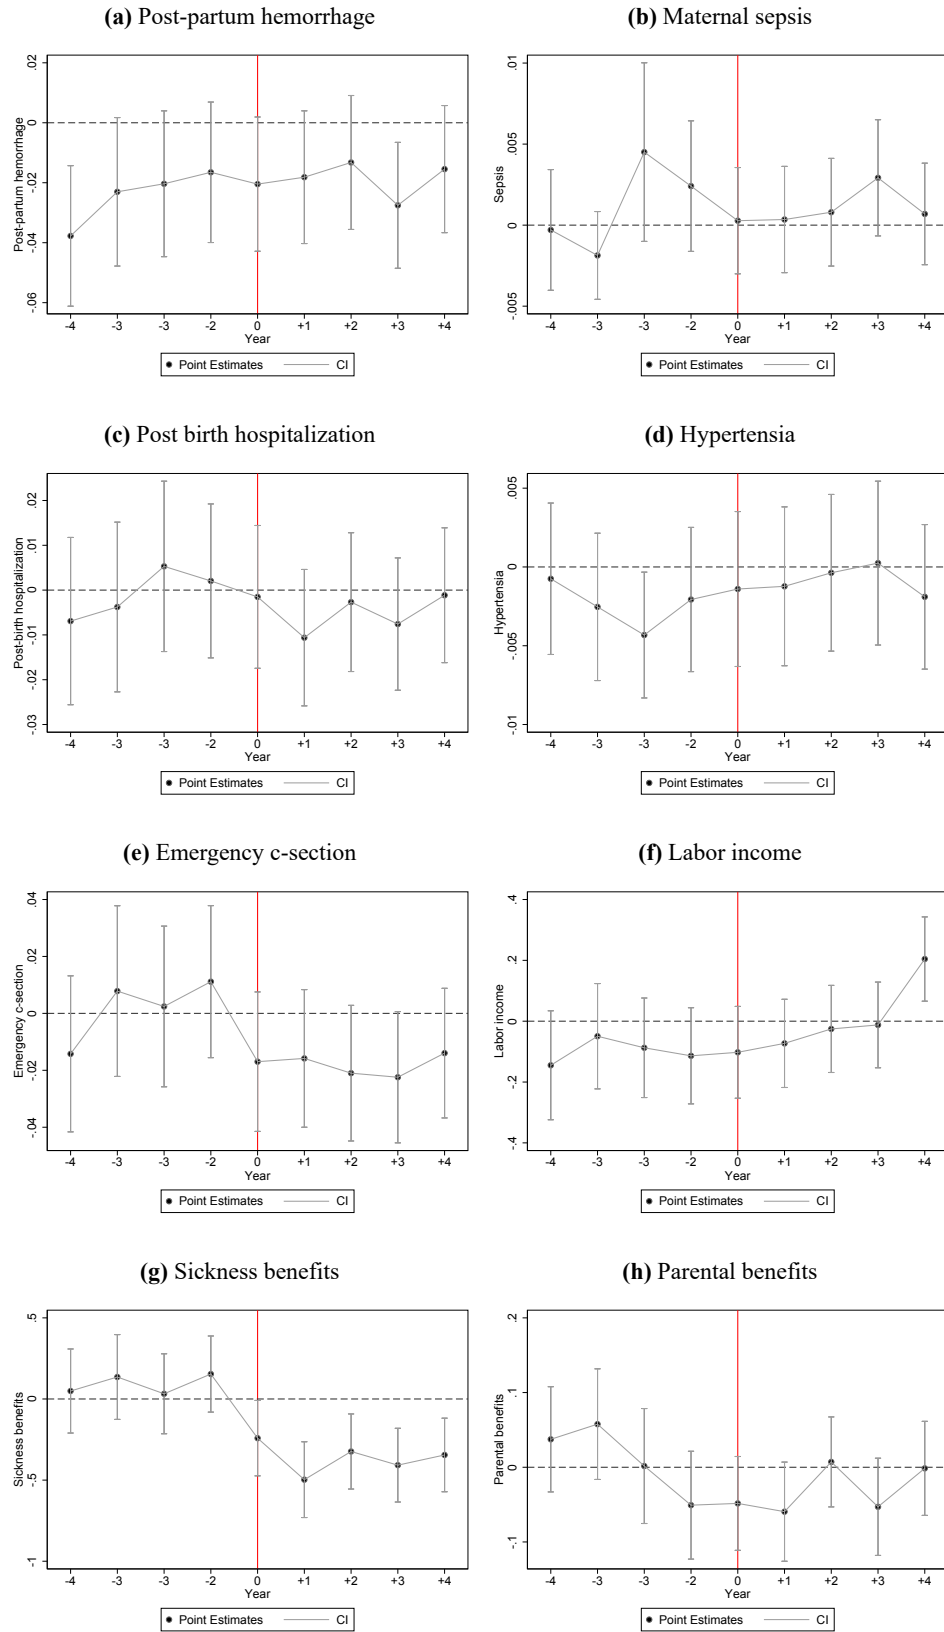 (a) Post-partum hemorrhage
Post-partum hemorrhage
.02
0
-.02
-.04
-.06
-4 -3 -3 -2 0 +1 +2 +3 +4
Year
Point Estimates CI
(b) Maternal sepsis
Sepsis
.01
.005
0
-.005
-4 -3 -3 -2 0 +1 +2 +3 +4
Year
Point Estimates CI
(c) Post birth hospitalization
Post-birth hospitalization
.02
.01
0
-.01
-.02
-.03
-4 -3 -3 -2 0 +1 +2 +3 +4
Year
Point Estimates CI
(d) Hypertensia
Hypertensia
.005
0
-.005
-.01
-4 -3 -3 -2 0 +1 +2 +3 +4
Year
Point Estimates CI
(e) Emergency c-section
Emergency c-section
.04
.02
0
-.02
-.04
-4 -3 -3 -2 0 +1 +2 +3 +4
Year
Point Estimates CI
(f) Labor income
Labor income
.4
.2
0
-.2
-.4
-4 -3 -3 -2 0 +1 +2 +3 +4
Year
Point Estimates CI
(g) Sickness benefits
Sickness benefits
.5
0
-.5
-1
-4 -3 -3 -2 0 +1 +2 +3 +4
Year
Point Estimates CI
(h) Parental benefits
Parental benefits
.2
.1
0
-.1
-4 -3 -3 -2 0 +1 +2 +3 +4
Year
Point Estimates CI